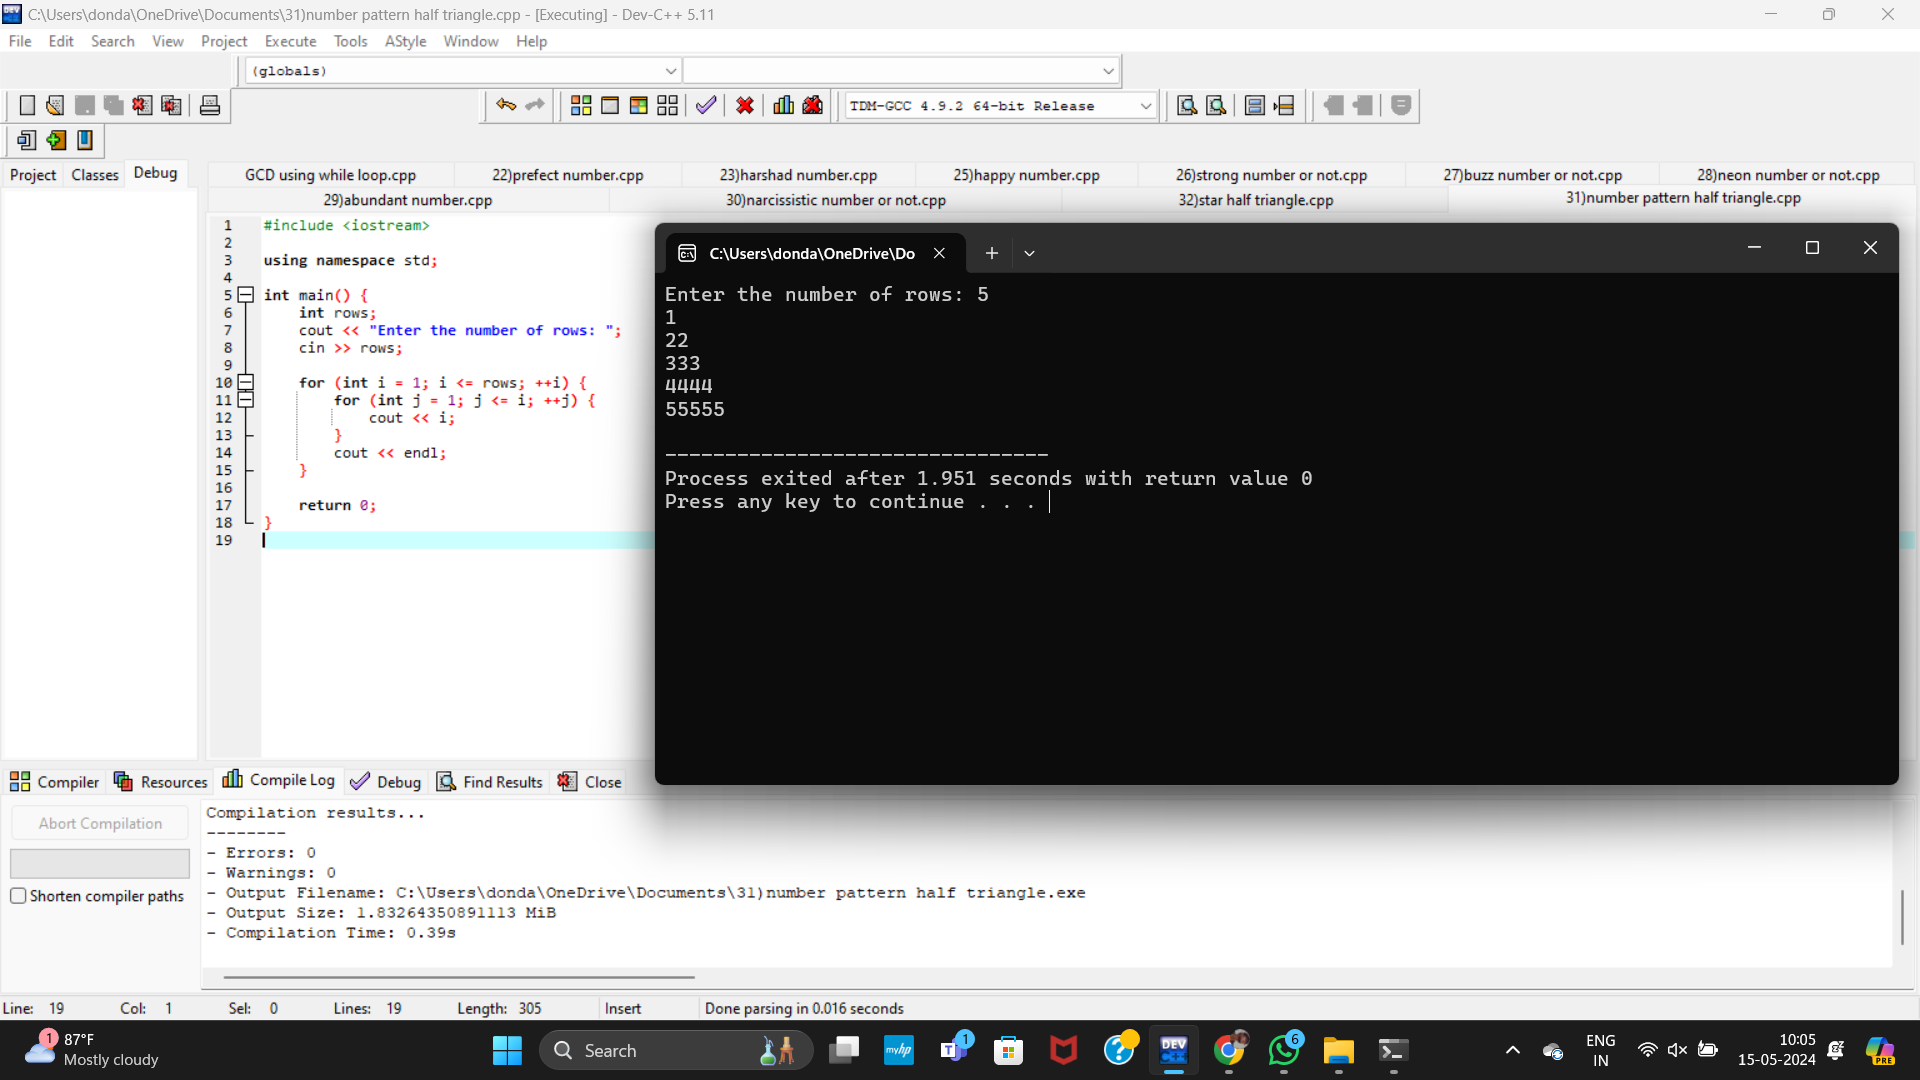 C:\Users\donda\OneDrive\Documents\31)number pattern half triangle.cpp - [Executing] - Dev-C++ 5.11
File Edit Search View Project Execute Tools AStyle Window Help
(globals)
TDM-GCC 4.9.2 64-bit Release
Project Classes Debug
GCD using while loop.cpp 22)prefect number.cpp 23)harshad number.cpp 25)happy number.cpp 26)strong number or not.cpp 27)buzz number or not.cpp 28)neon number or not.cpp
29)abundant number.cpp 30)narcissistic number or not.cpp 32)star half triangle.cpp 31)number pattern half triangle.cpp
1 #include <iostream>
2
3 using namespace std;
4
5 int main() {
6 int rows;
7 cout << "Enter the number of rows: ";
8 cin >> rows;
9
10 for (int i = 1; i <= rows; ++i) {
11 for (int j = 1; j <= i; ++j) {
12 cout << i;
13 }
14 cout << endl;
15 }
16
17 return 0;
18 }
19
C:\Users\donda\OneDrive\Do
Enter the number of rows: 5
1
22
333
4444
55555
--------------------------------
Process exited after 1.951 seconds with return value 0
Press any key to continue . . .
Compiler Resources Compile Log Debug Find Results Close
Abort Compilation
Shorten compiler paths
Compilation results...
--------
- Errors: 0
- Warnings: 0
- Output Filename: C:\Users\donda\OneDrive\Documents\31)number pattern half triangle.exe
- Output Size: 1.83264350891113 MiB
- Compilation Time: 0.39s
Line: 19 Col: 1 Sel: 0 Lines: 19 Length: 305 Insert Done parsing in 0.016 seconds
1
87°F
Mostly cloudy
Search
myhp
T
1
DEV
C++
6
ENG
IN
10:05
15-05-2024
PRE